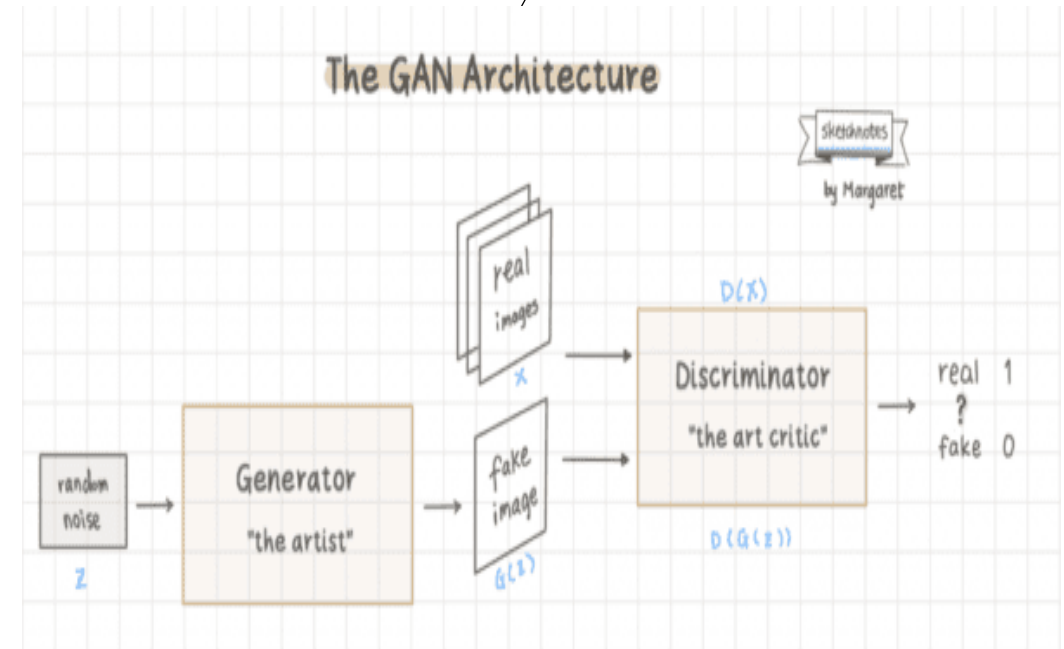 The GAN Architecture
sketchnotes
by Margaret
real
images
x
D(X)
Discriminator
"the art critic"
real 1
?
fake 0
random
noise
z
Generator
"the artist"
fake
image
G(z)
D(G(z))